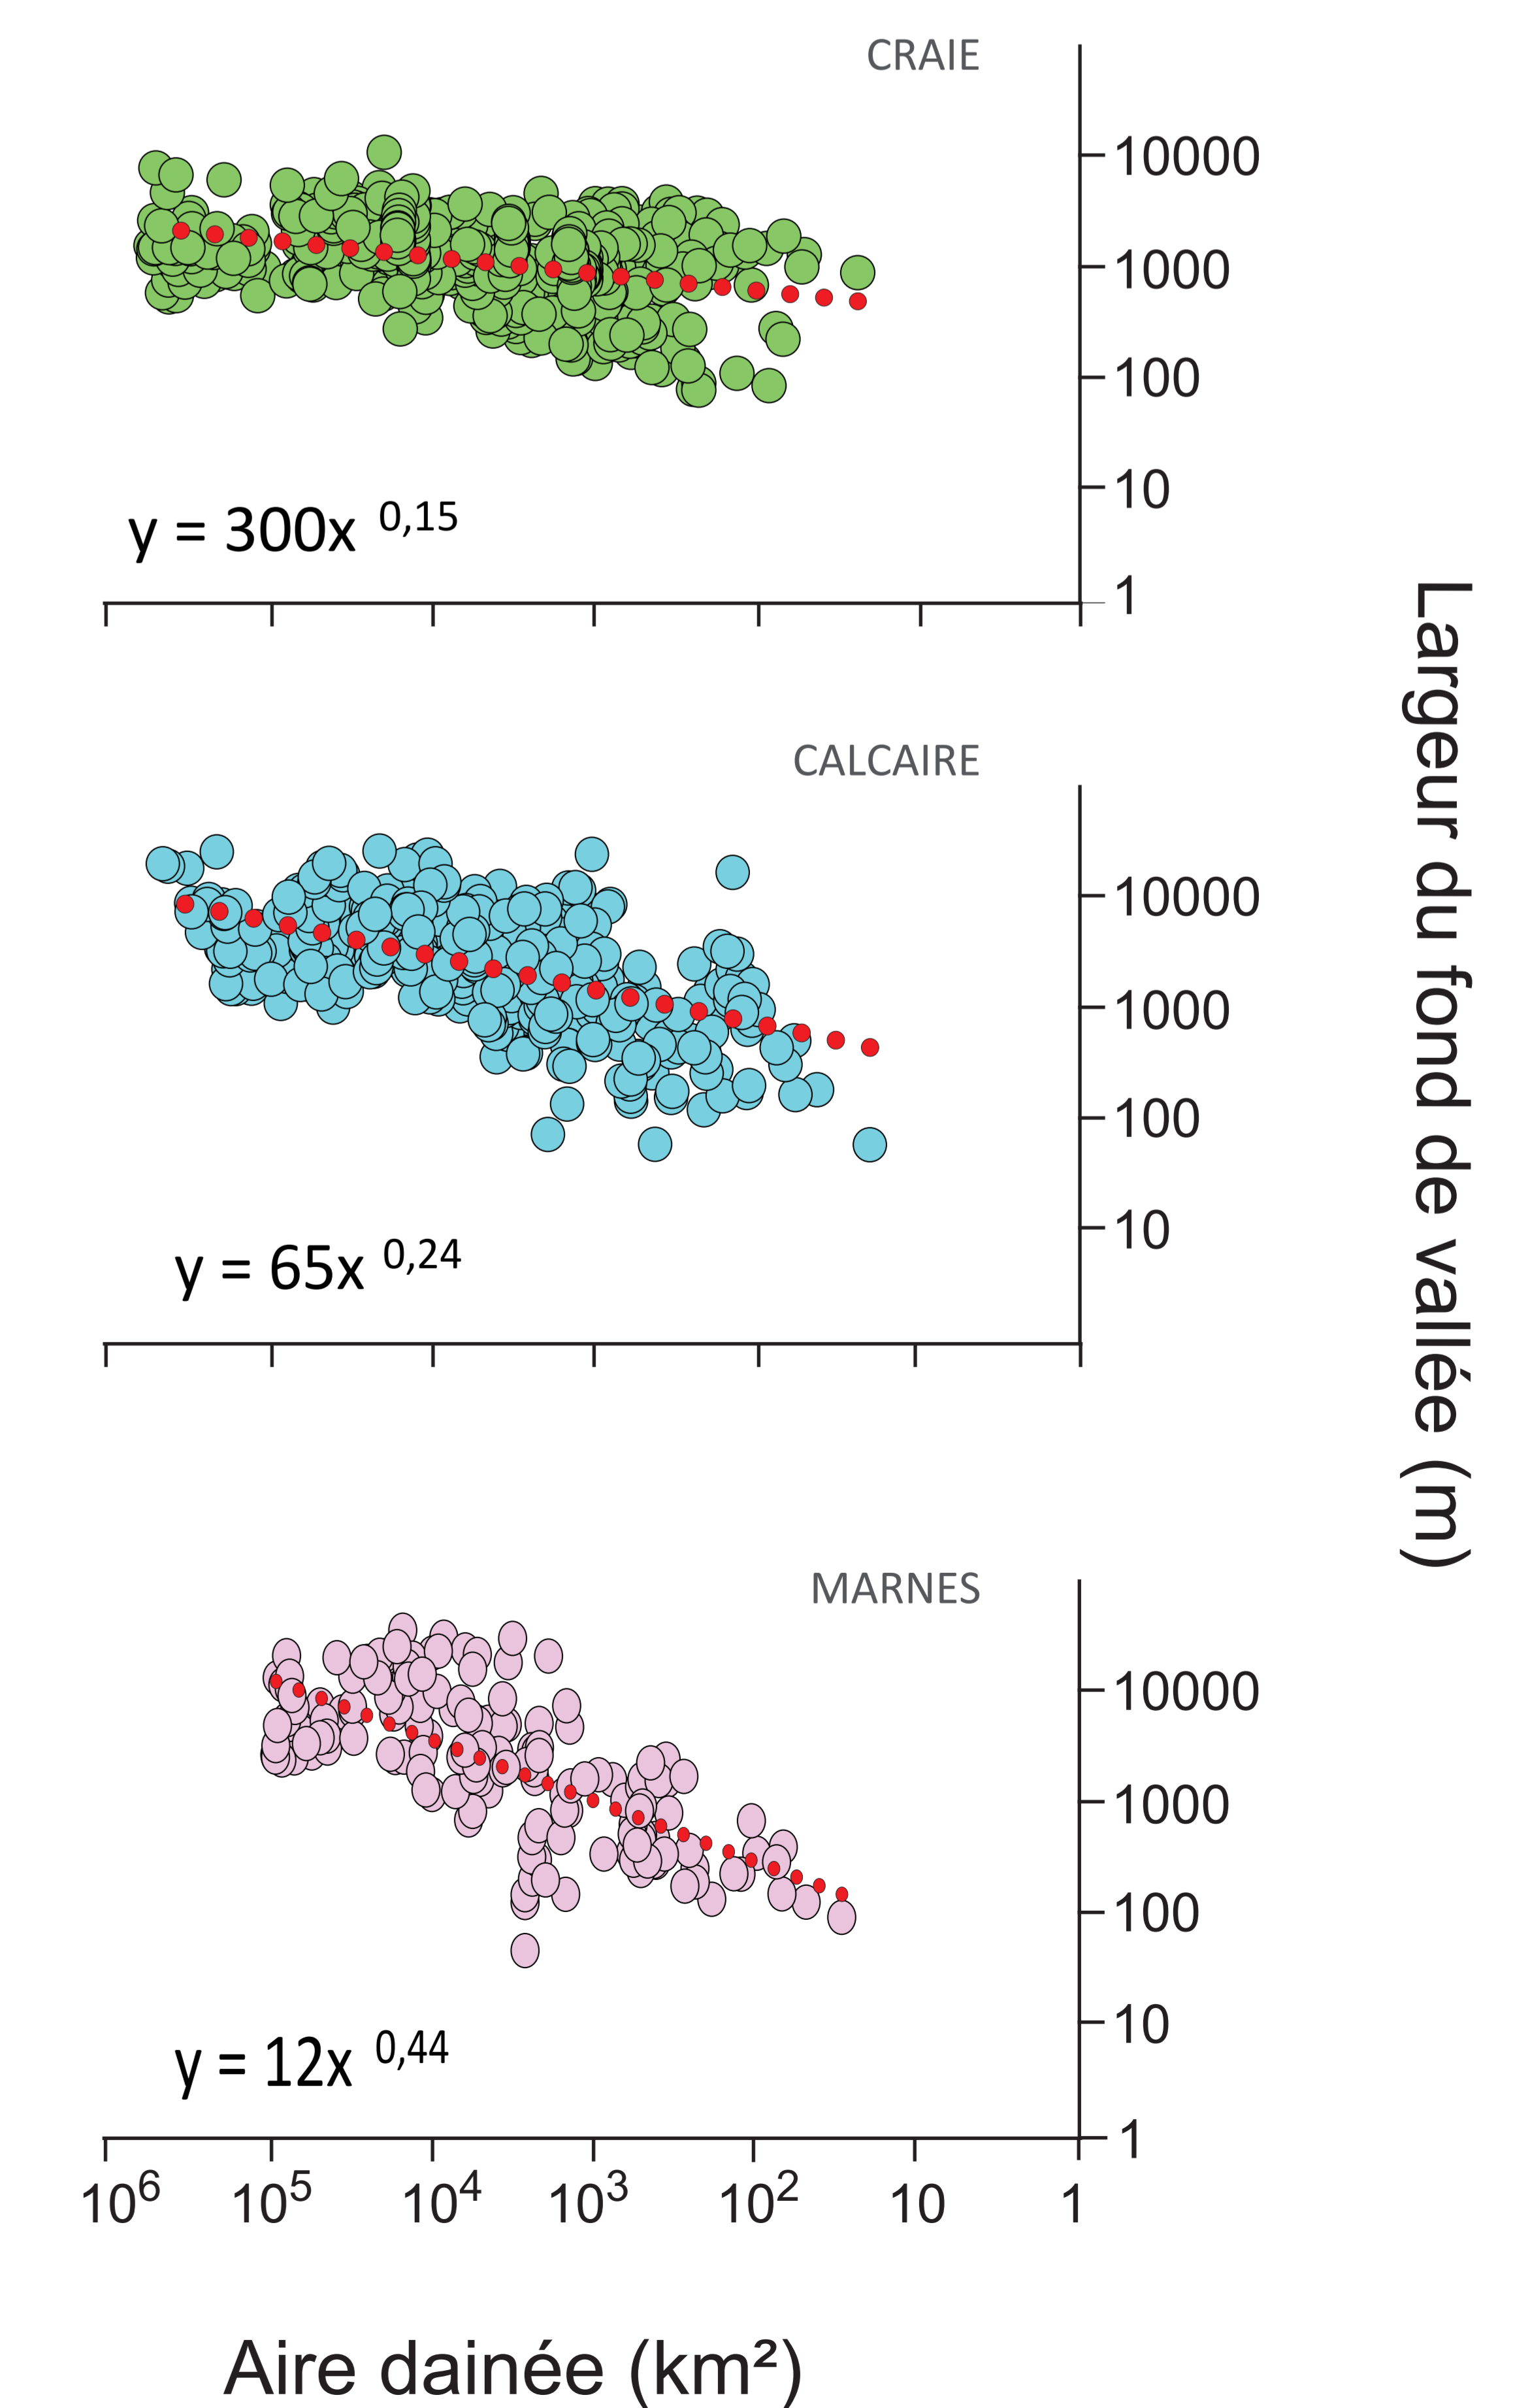 CRAIE
10000
1000
100
10
1
y = 300x 0,15
CALCAIRE
10000
1000
100
10
y = 65x 0,24
MARNES
10000
1000
100
10
1
y = 12x 0,44
10⁶ 10⁵ 10⁴ 10³ 10² 10 1
Aire dainée (km²)
Largeur du fond de vallée (m)